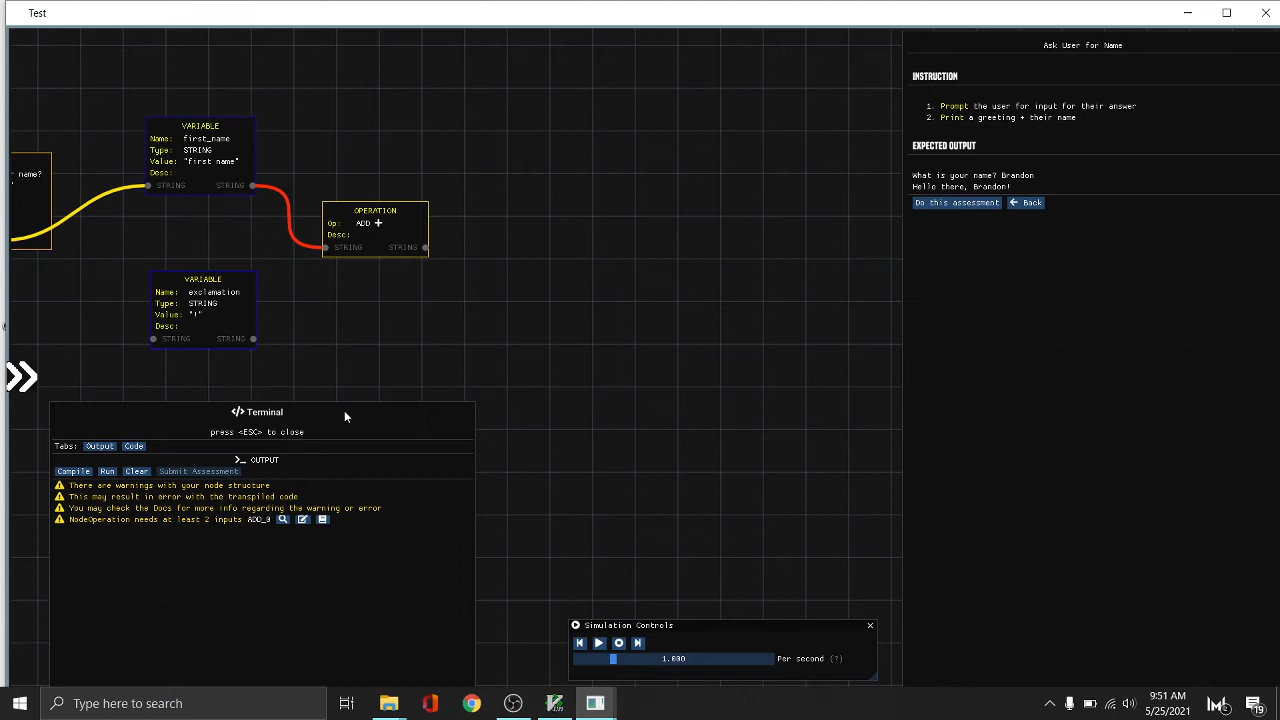 Test
name?
"
VARIABLE
Name: first_name
Type: STRING
Value: "first name"
Desc:
STRING STRING
OPERATION
Op: ADD +
Desc:
STRING STRING
VARIABLE
Name: exclamation
Type: STRING
Value: "!"
Desc:
STRING STRING
</> Terminal
press <ESC> to close
Tabs: Output Code
>_ OUTPUT
Compile Run Clear Submit Assessment
There are warnings with your node structure
This may result in error with the transpiled code
You may check the Docs for more info regarding the warning or error
NodeOperation needs at least 2 inputs ADD_0
Simulation Controls
1.000 Per second (?)
Ask User for Name
INSTRUCTION
1. Prompt the user for input for their answer
2. Print a greeting + their name
EXPECTED OUTPUT
What is your name? Brandon
Hello there, Brandon!
Do this assessment Back
Type here to search
9:51 AM
5/25/2021
19